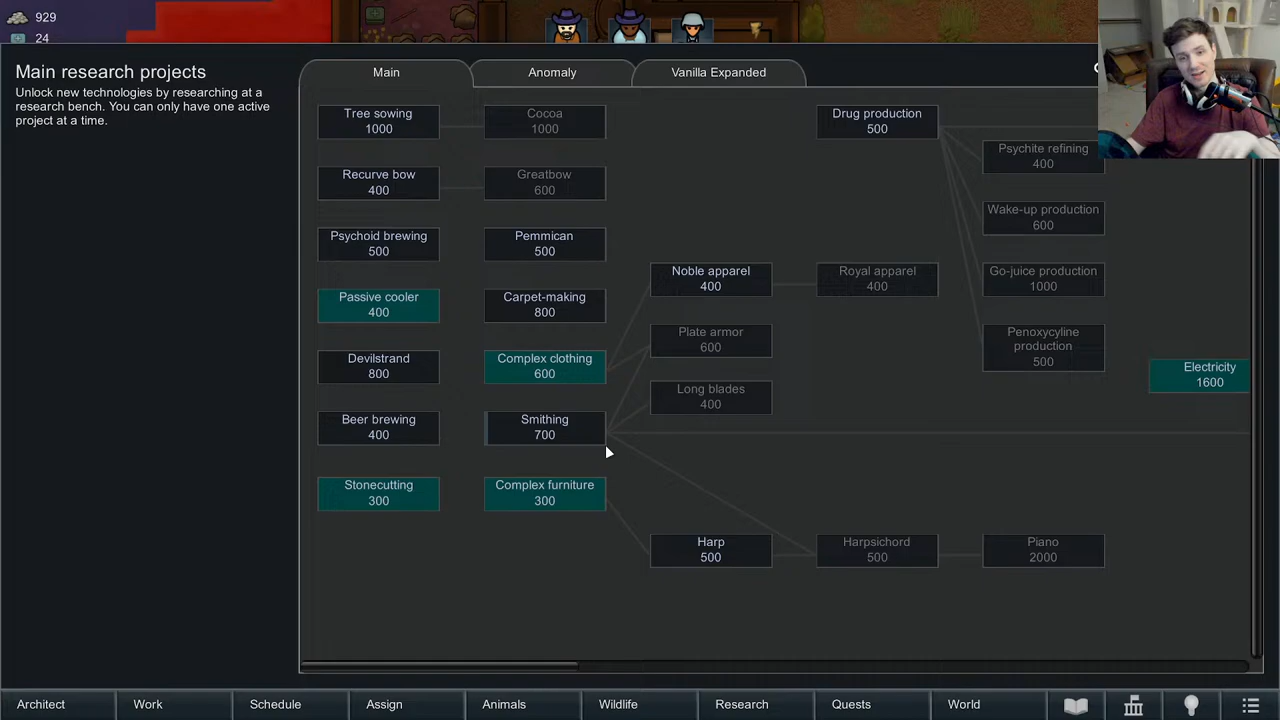 929
24
Main research projects
Unlock new technologies by researching at a
research bench. You can only have one active
project at a time.
Main
Anomaly
Vanilla Expanded
Tree sowing
1000
Cocoa
1000
Drug production
500
Psychite refining
400
Recurve bow
400
Greatbow
600
Wake-up production
600
Psychoid brewing
500
Pemmican
500
Noble apparel
400
Royal apparel
400
Go-juice production
1000
Passive cooler
400
Carpet-making
800
Plate armor
600
Penoxycyline
production
500
Devilstrand
800
Complex clothing
600
Long blades
400
Electricity
1600
Beer brewing
400
Smithing
700
Stonecutting
300
Complex furniture
300
Harp
500
Harpsichord
500
Piano
2000
Architect
Work
Schedule
Assign
Animals
Wildlife
Research
Quests
World